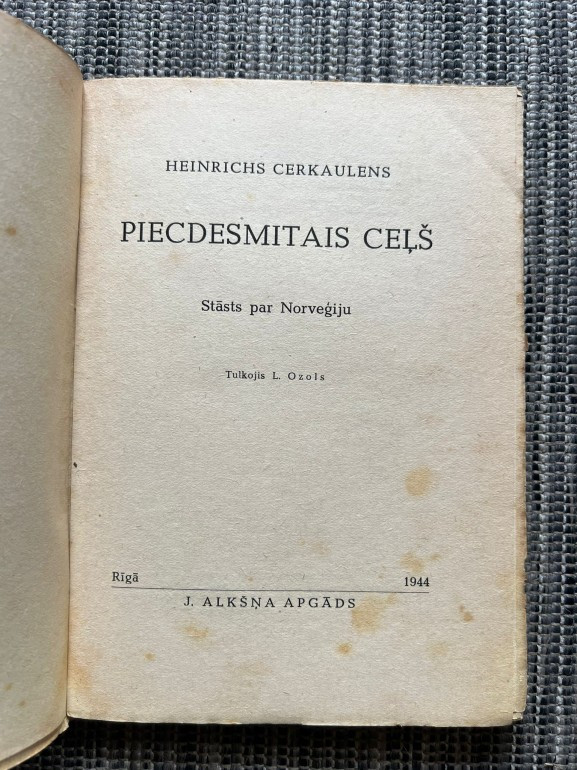 HEINRICHS CERKAULENS
PIECDESMITAIS CEĻŠ
Stāsts par Norveģiju
Tulkojis L. Ozols
Rīgā 1944
J. ALKŠŅA APGĀDS